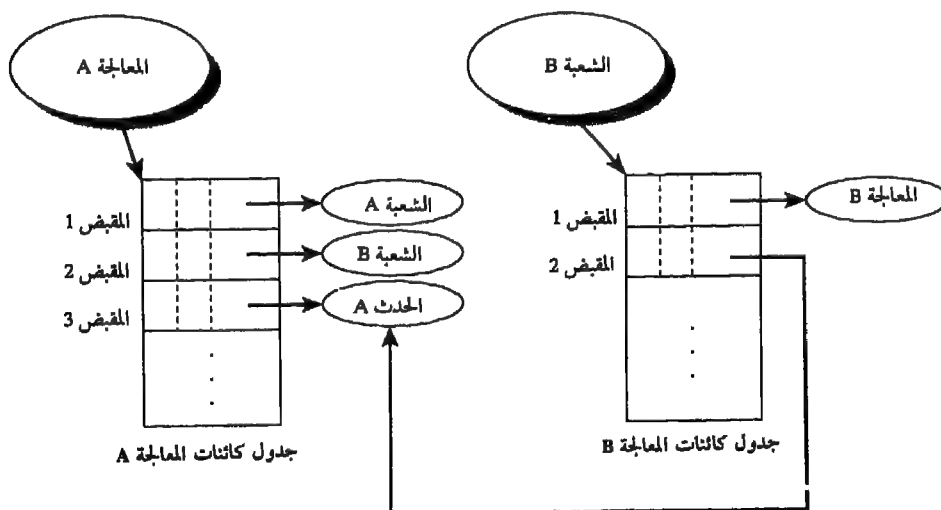 المعالجة A
الشعبة B
المقبض 1
المقبض 2
المقبض 3
الشعبة A
الشعبة B
الحدث A
جدول كائنات المعالجة A
المقبض 1
المقبض 2
المعالجة B
جدول كائنات المعالجة B